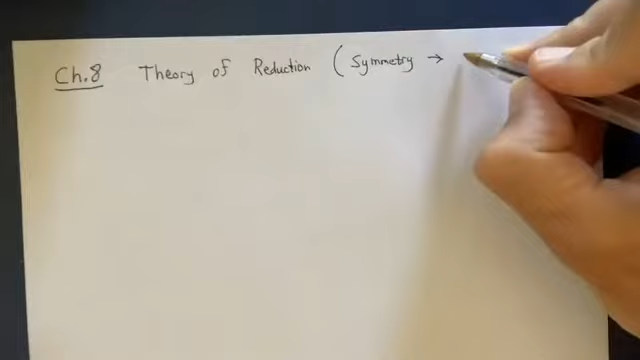 Ch.8 Theory of Reduction (Symmetry →